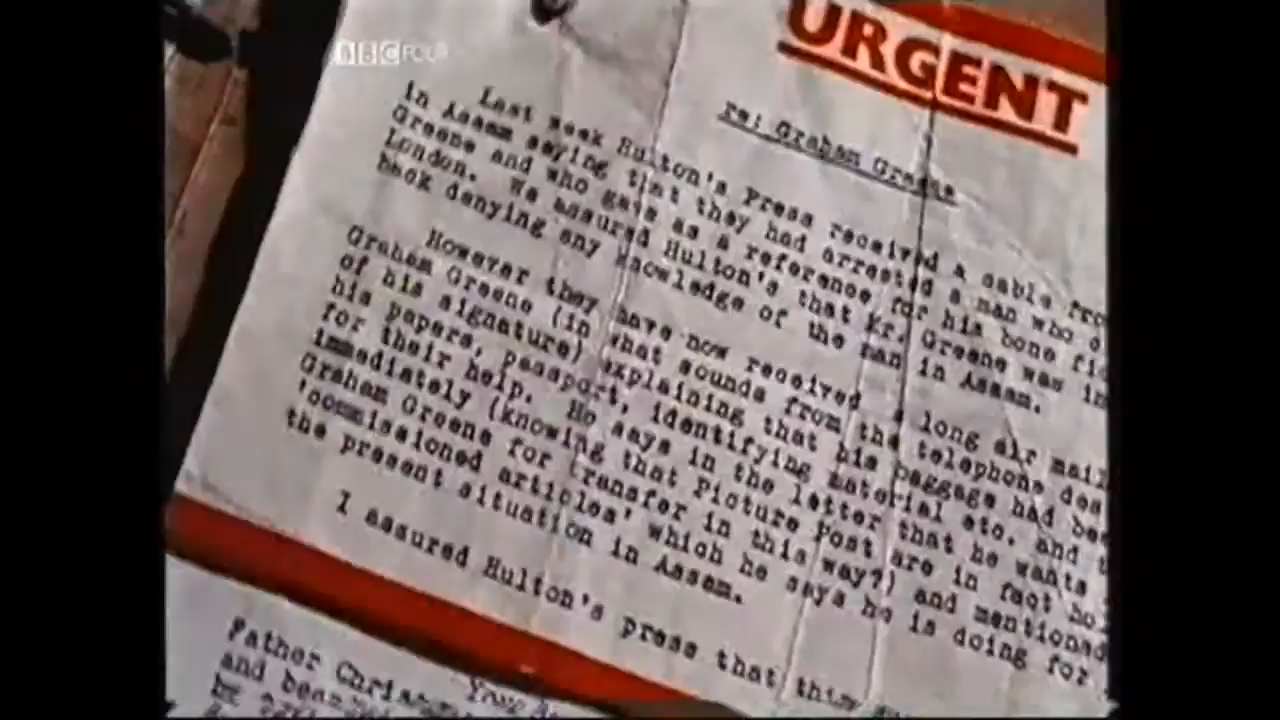 BBC FOUR
URGENT
re: Graham Greene
Last week Hulton's Press received a cable from
in Assam saying that they had arrested a man who
Greene and who gave as a reference for his bone
London. We assured Hulton's that Mr. Greene was in
back denying any knowledge of the man in Assam.
However they have now received a long air mail
Graham Greene (in what sounds from the telephone
of his signature) explaining that his baggage had
his papers, passport, identifying material etc. and
for their help. He says in the letter that he wants
immediately (knowing that Picture Post are in fact
Graham Greene for transfer in this way?) and mentioned
'commissioned articles' which he says he is doing for
the present situation in Assam.
I assured Hulton's press that this
Your
Father
and
be